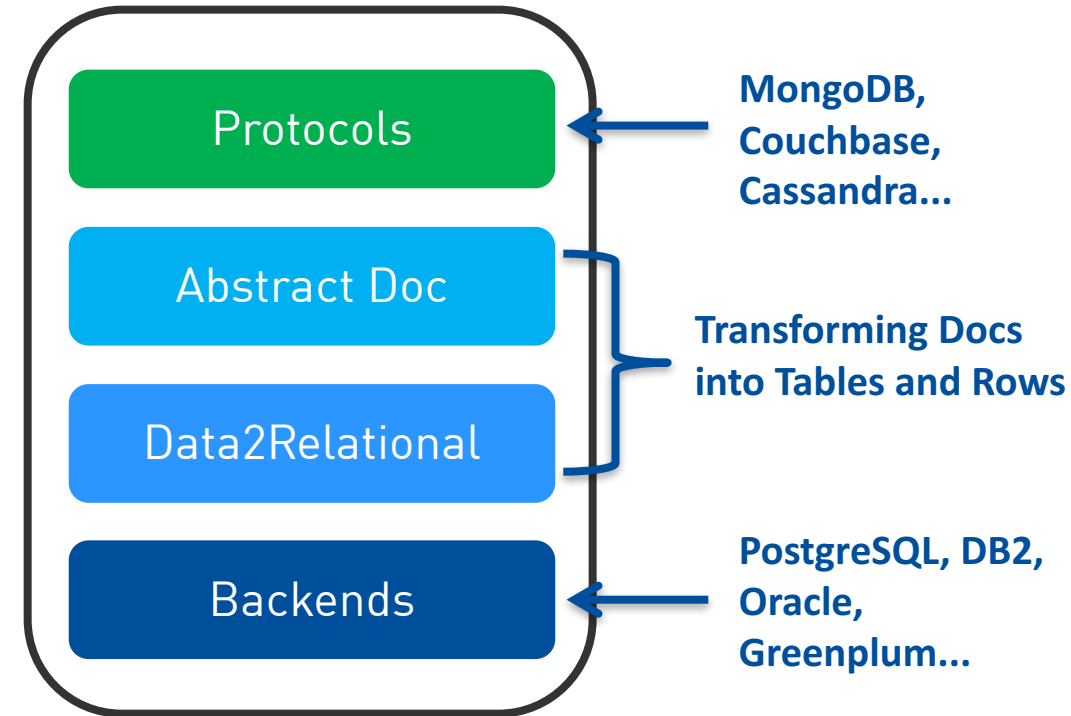 Protocols
MongoDB,
Couchbase,
Cassandra...
Abstract Doc
Transforming Docs
into Tables and Rows
Data2Relational
Backends
PostgreSQL, DB2,
Oracle,
Greenplum...